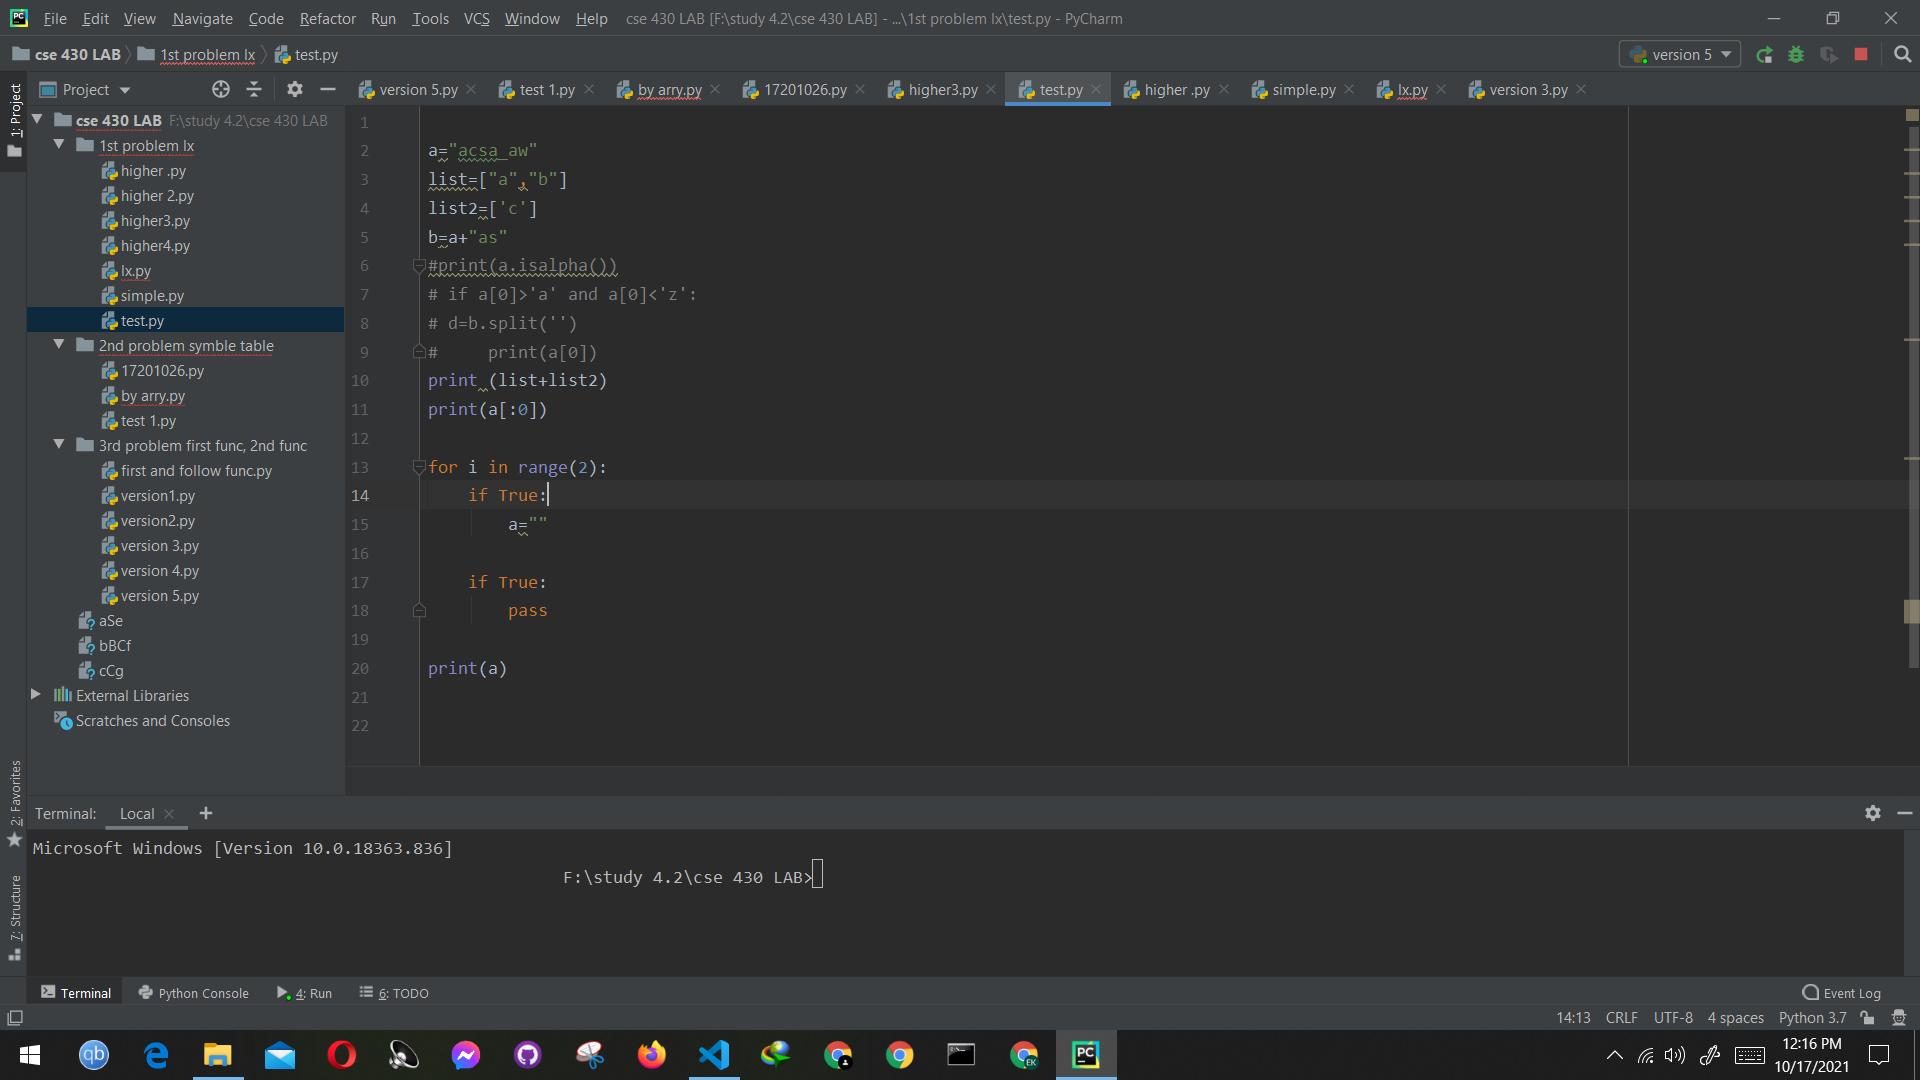 File Edit View Navigate Code Refactor Run Tools VCS Window Help cse 430 LAB [F:\study 4.2\cse 430 LAB] - ...\1st problem lx\test.py - PyCharm
cse 430 LAB 1st problem lx test.py version 5
Project version 5.py test 1.py by arry.py 17201026.py higher3.py test.py higher .py simple.py lx.py version 3.py
1: Project
cse 430 LAB F:\study 4.2\cse 430 LAB
1st problem lx
higher .py
higher 2.py
higher3.py
higher4.py
lx.py
simple.py
test.py
2nd problem symble table
17201026.py
by arry.py
test 1.py
3rd problem first func, 2nd func
first and follow func.py
version1.py
version2.py
version 3.py
version 4.py
version 5.py
aSe
bBCf
cCg
External Libraries
Scratches and Consoles
1
2 a="acsa_aw"
3 list=["a","b"]
4 list2=['c']
5 b=a+"as"
6 #print(a.isalpha())
7 # if a[0]>'a' and a[0]<'z':
8 # d=b.split('')
9 #     print(a[0])
10 print (list+list2)
11 print(a[:0])
12
13 for i in range(2):
14     if True:
15         a=""
16
17     if True:
18         pass
19
20 print(a)
21
22
2: Favorites
7: Structure
Terminal: Local +
Microsoft Windows [Version 10.0.18363.836]
F:\study 4.2\cse 430 LAB>
Terminal Python Console 4: Run 6: TODO Event Log
14:13 CRLF UTF-8 4 spaces Python 3.7
qb EK PC
12:16 PM
10/17/2021